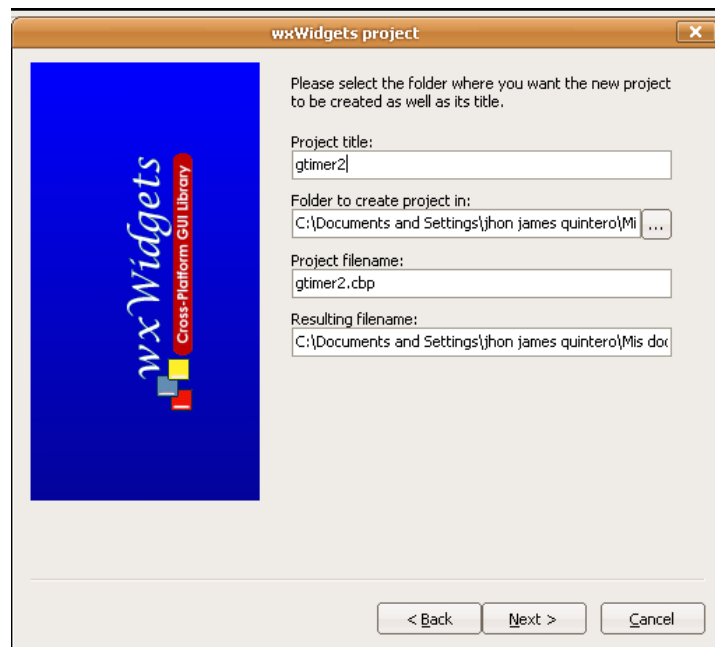 wxWidgets project
wxWidgets
Cross-Platform GUI Library
Please select the folder where you want the new project
to be created as well as its title.
Project title:
gtimer2
Folder to create project in:
C:\Documents and Settings\jhon james quintero\Mi
...
Project filename:
gtimer2.cbp
Resulting filename:
C:\Documents and Settings\jhon james quintero\Mis do
< Back
Next >
Cancel